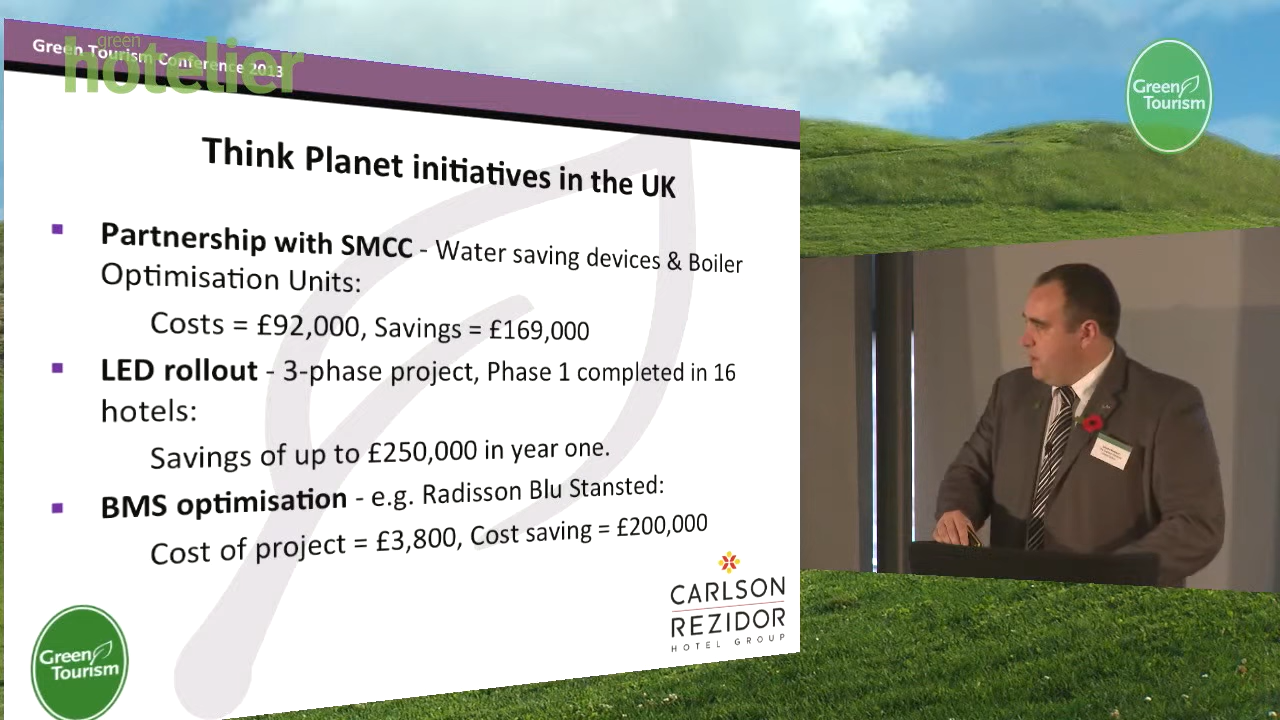 green
hotelier
Green Tourism Conference 2013
Green
Tourism
Think Planet initiatives in the UK
▪ Partnership with SMCC - Water saving devices & Boiler
Optimisation Units:
Costs = £92,000, Savings = £169,000
▪ LED rollout - 3-phase project, Phase 1 completed in 16
hotels:
Savings of up to £250,000 in year one.
▪ BMS optimisation - e.g. Radisson Blu Stansted:
Cost of project = £3,800, Cost saving = £200,000
CARLSON
REZIDOR
HOTEL GROUP
Green
Tourism